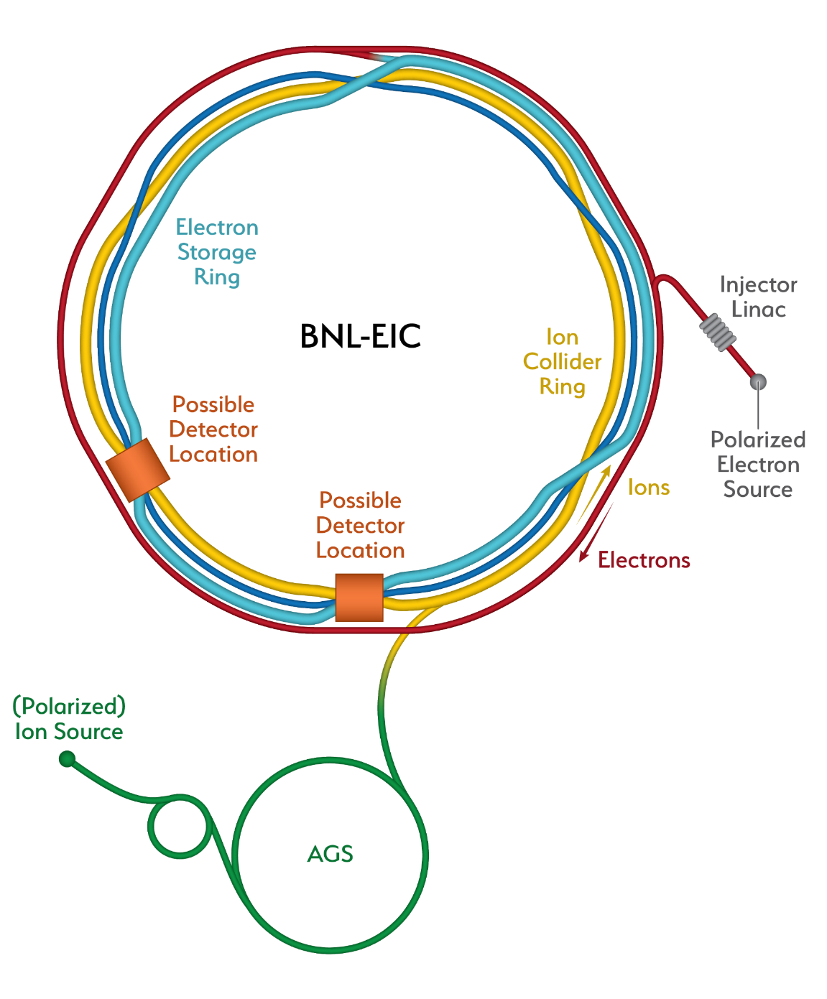 Electron
Storage
Ring
BNL-EIC
Injector
Linac
Ion
Collider
Ring
Possible
Detector
Location
Polarized
Electron
Source
Possible
Detector
Location
Ions
Electrons
(Polarized)
Ion Source
AGS